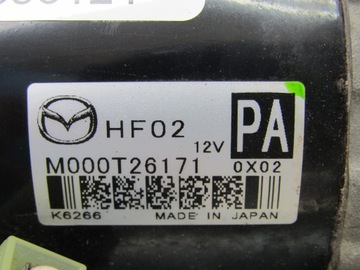 HF02 12V PA
M000T26171 0X02
K6266 MADE IN JAPAN